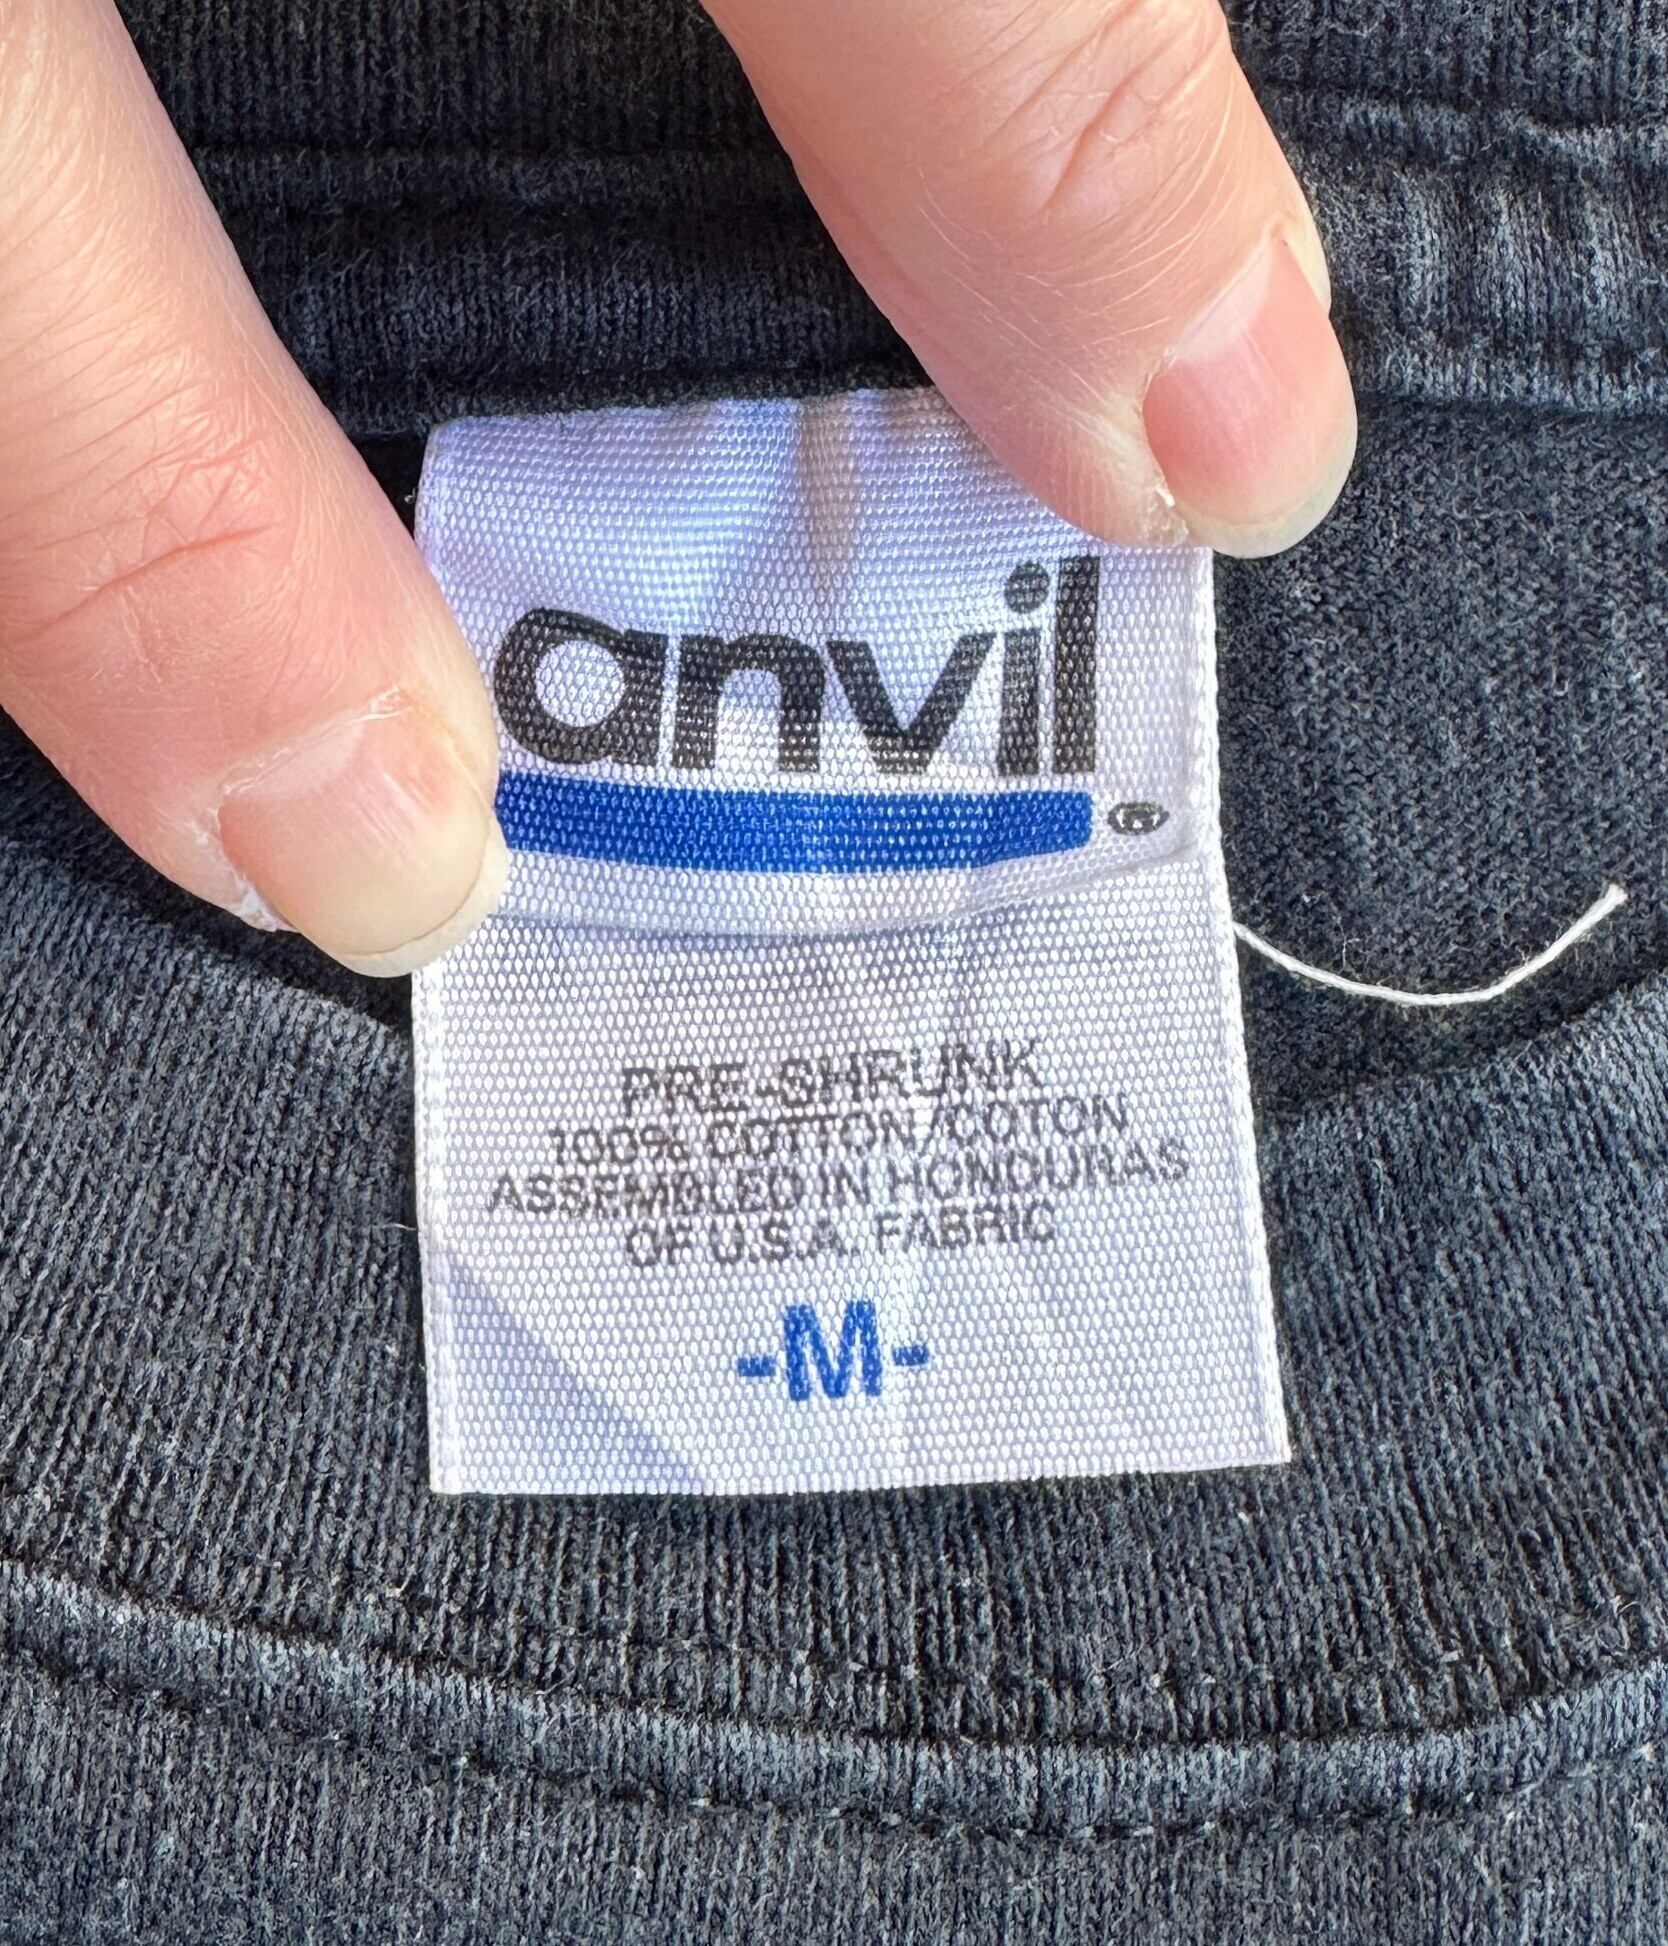 anvil
®
PRE-SHRUNK
100% COTTON/COTON
ASSEMBLED IN HONDURAS
OF U.S.A. FABRIC
-M-